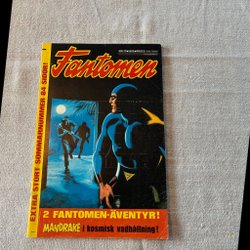 Fantomen
EXTRA STORT SOMMARNUMMER 84 SIDOR!
2 FANTOMEN-ÄVENTYR!
MANDRAKE i kosmisk vadhållning!